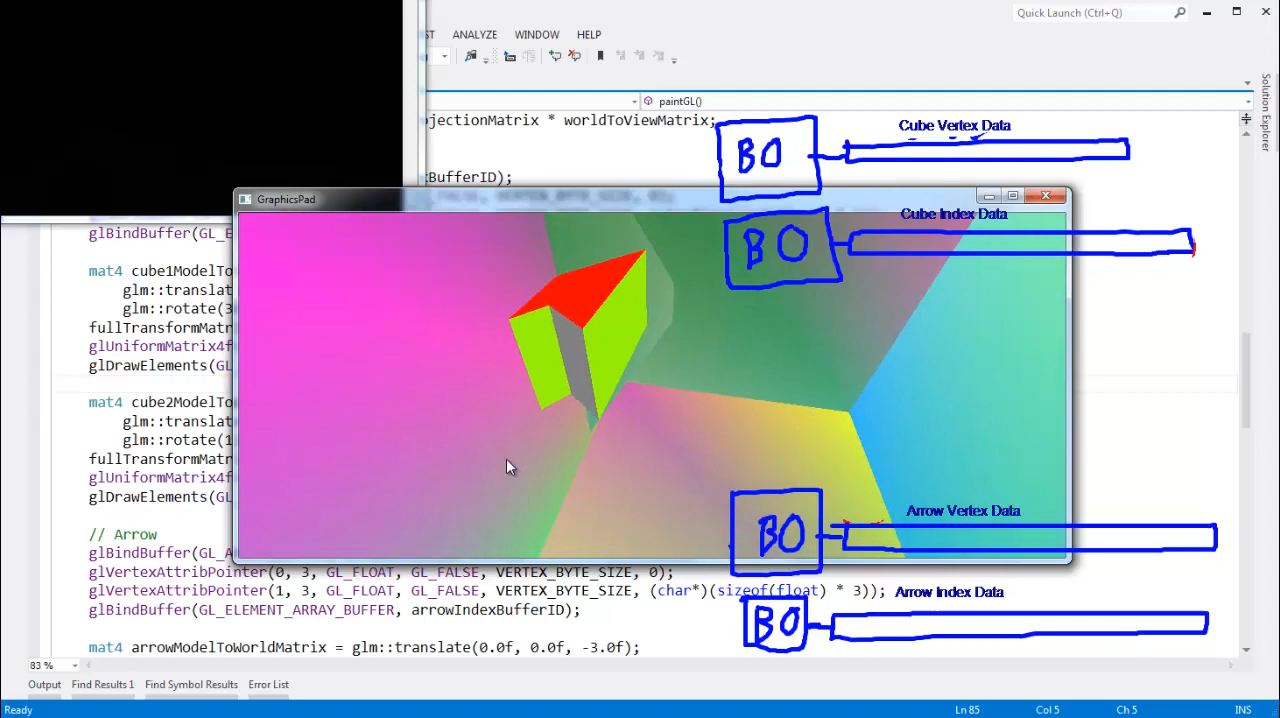 Quick Launch (Ctrl+Q)
ST ANALYZE WINDOW HELP
paintGL()
ojectionMatrix * worldToViewMatrix;
Cube Vertex Data
BO
xBufferID);
GraphicsPad
Cube Index Data
BO
glBindBuffer(GL_E
mat4 cube1ModelTo
glm::translat
glm::rotate(3
fullTransformMatr
glUniformMatrix4f
glDrawElements(GL
mat4 cube2ModelTo
glm::translat
glm::rotate(1
fullTransformMatr
glUniformMatrix4f
glDrawElements(GL
Arrow Vertex Data
BO
// Arrow
glBindBuffer(GL_A
glVertexAttribPointer(0, 3, GL_FLOAT, GL_FALSE, VERTEX_BYTE_SIZE, 0);
glVertexAttribPointer(1, 3, GL_FLOAT, GL_FALSE, VERTEX_BYTE_SIZE, (char*)(sizeof(float) * 3));
Arrow Index Data
BO
glBindBuffer(GL_ELEMENT_ARRAY_BUFFER, arrowIndexBufferID);
mat4 arrowModelToWorldMatrix = glm::translate(0.0f, 0.0f, -3.0f);
83 %
Output Find Results 1 Find Symbol Results Error List
Ready Ln 85 Col 5 Ch 5 INS
Solution Explorer